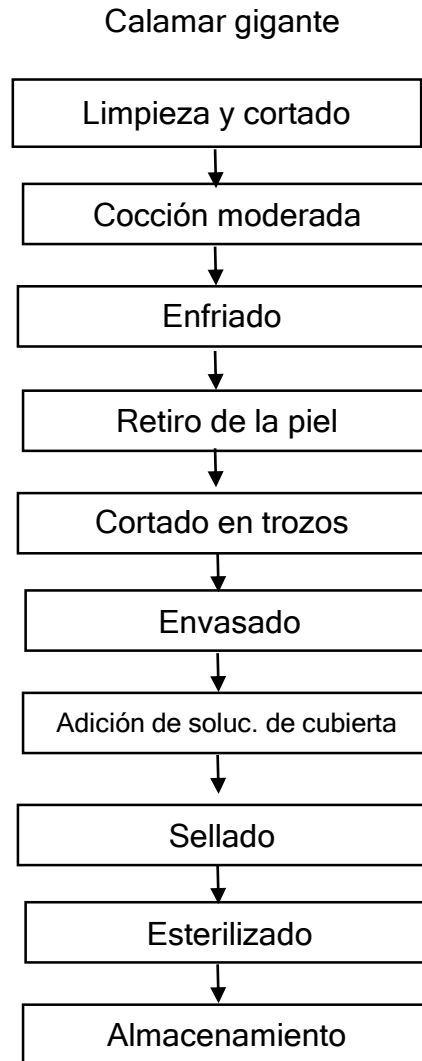 Calamar gigante
Limpieza y cortado
Cocción moderada
Enfriado
Retiro de la piel
Cortado en trozos
Envasado
Adición de soluc. de cubierta
Sellado
Esterilizado
Almacenamiento